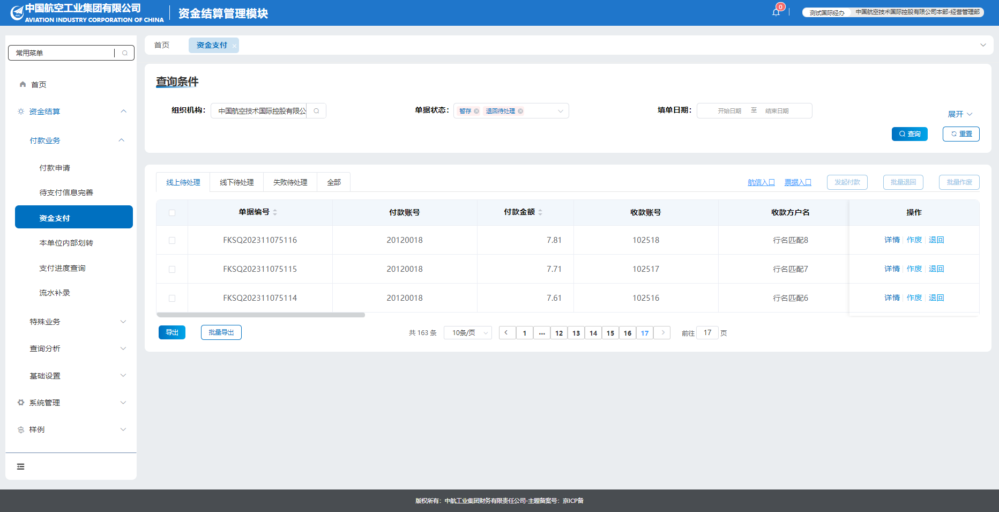 中国航空工业集团有限公司
AVIATION INDUSTRY CORPORATION OF CHINA
资金结算管理模块
0
测试国际经办
中国航空技术国际控股有限公司本部-经营管理部
常用菜单
首页
资金结算
付款业务
付款申请
待支付信息完善
资金支付
本单位内部划转
支付进度查询
流水补录
特殊业务
查询分析
基础设置
系统管理
样例
首页
资金支付
查询条件
组织机构：
中国航空技术国际控股有限公
单据状态：
暂存
退回待处理
填单日期：
开始日期 至 结束日期
展开
查询
重置
线上待处理
线下待处理
失败待处理
全部
航信入口
票据入口
发起付款
批量退回
批量作废
单据编号 付款账号 付款金额 收款账号 收款方户名 操作
FKSQ202311075116 20120018 7.81 102518 行名匹配8 详情 作废 退回
FKSQ202311075115 20120018 7.71 102517 行名匹配7 详情 作废 退回
FKSQ202311075114 20120018 7.61 102516 行名匹配6 详情 作废 退回
导出
批量导出
共 163 条
10条/页
1 ... 12 13 14 15 16 17
前往 17 页
版权所有：中航工业集团财务有限责任公司-主题备案号：京ICP备